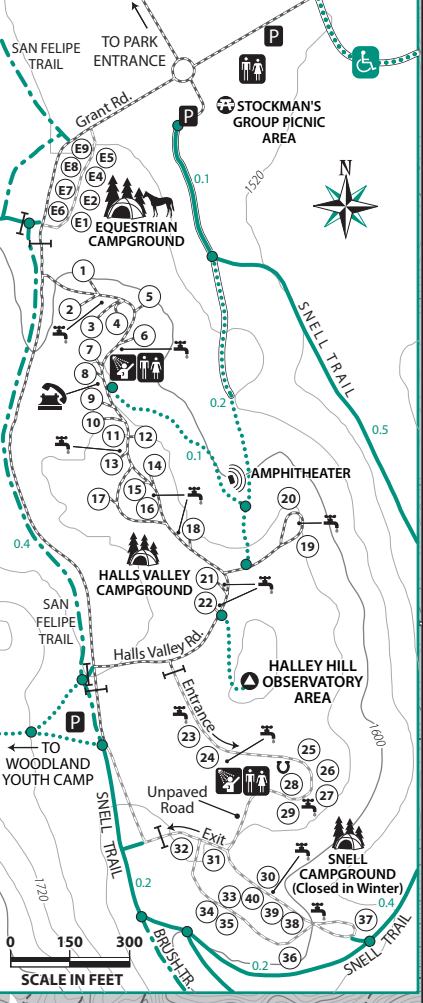 P
SAN FELIPE
TRAIL
TO PARK
ENTRANCE
Grant Rd.
P
STOCKMAN'S
GROUP PICNIC
AREA
E9
E8
E5
E4
E7
E2
E6
E1
EQUESTRIAN
CAMPGROUND
0.1
1520
N
SNELL TRAIL
0.5
1
2
3
4
5
6
7
8
9
10
11
12
13
14
15
16
17
18
0.2
0.1
AMPHITHEATER
20
19
0.4
HALLS VALLEY
CAMPGROUND
21
22
SAN
FELIPE
TRAIL
Halls Valley Rd.
HALLEY HILL
OBSERVATORY
AREA
1600
P
TO
WOODLAND
YOUTH CAMP
Entrance
23
24
25
26
27
28
29
Unpaved
Road
Exit
32
31
30
SNELL
CAMPGROUND
(Closed in Winter)
SNELL TRAIL
0.2
1720
33
34
35
40
39
38
37
36
0.4
SNELL TRAIL
0.2
BRUSH TR.
0 150 300
SCALE IN FEET